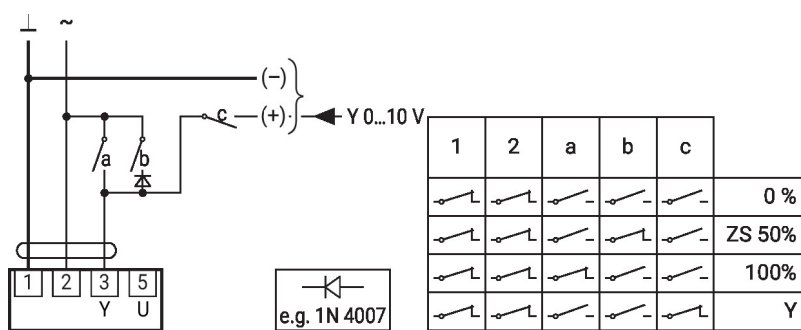 ⊥ ~
(–)
c (+) Y 0...10 V
a b
1 2 3 5
Y U
e.g. 1N 4007
1 2 a b c
0 %
ZS 50%
100%
Y